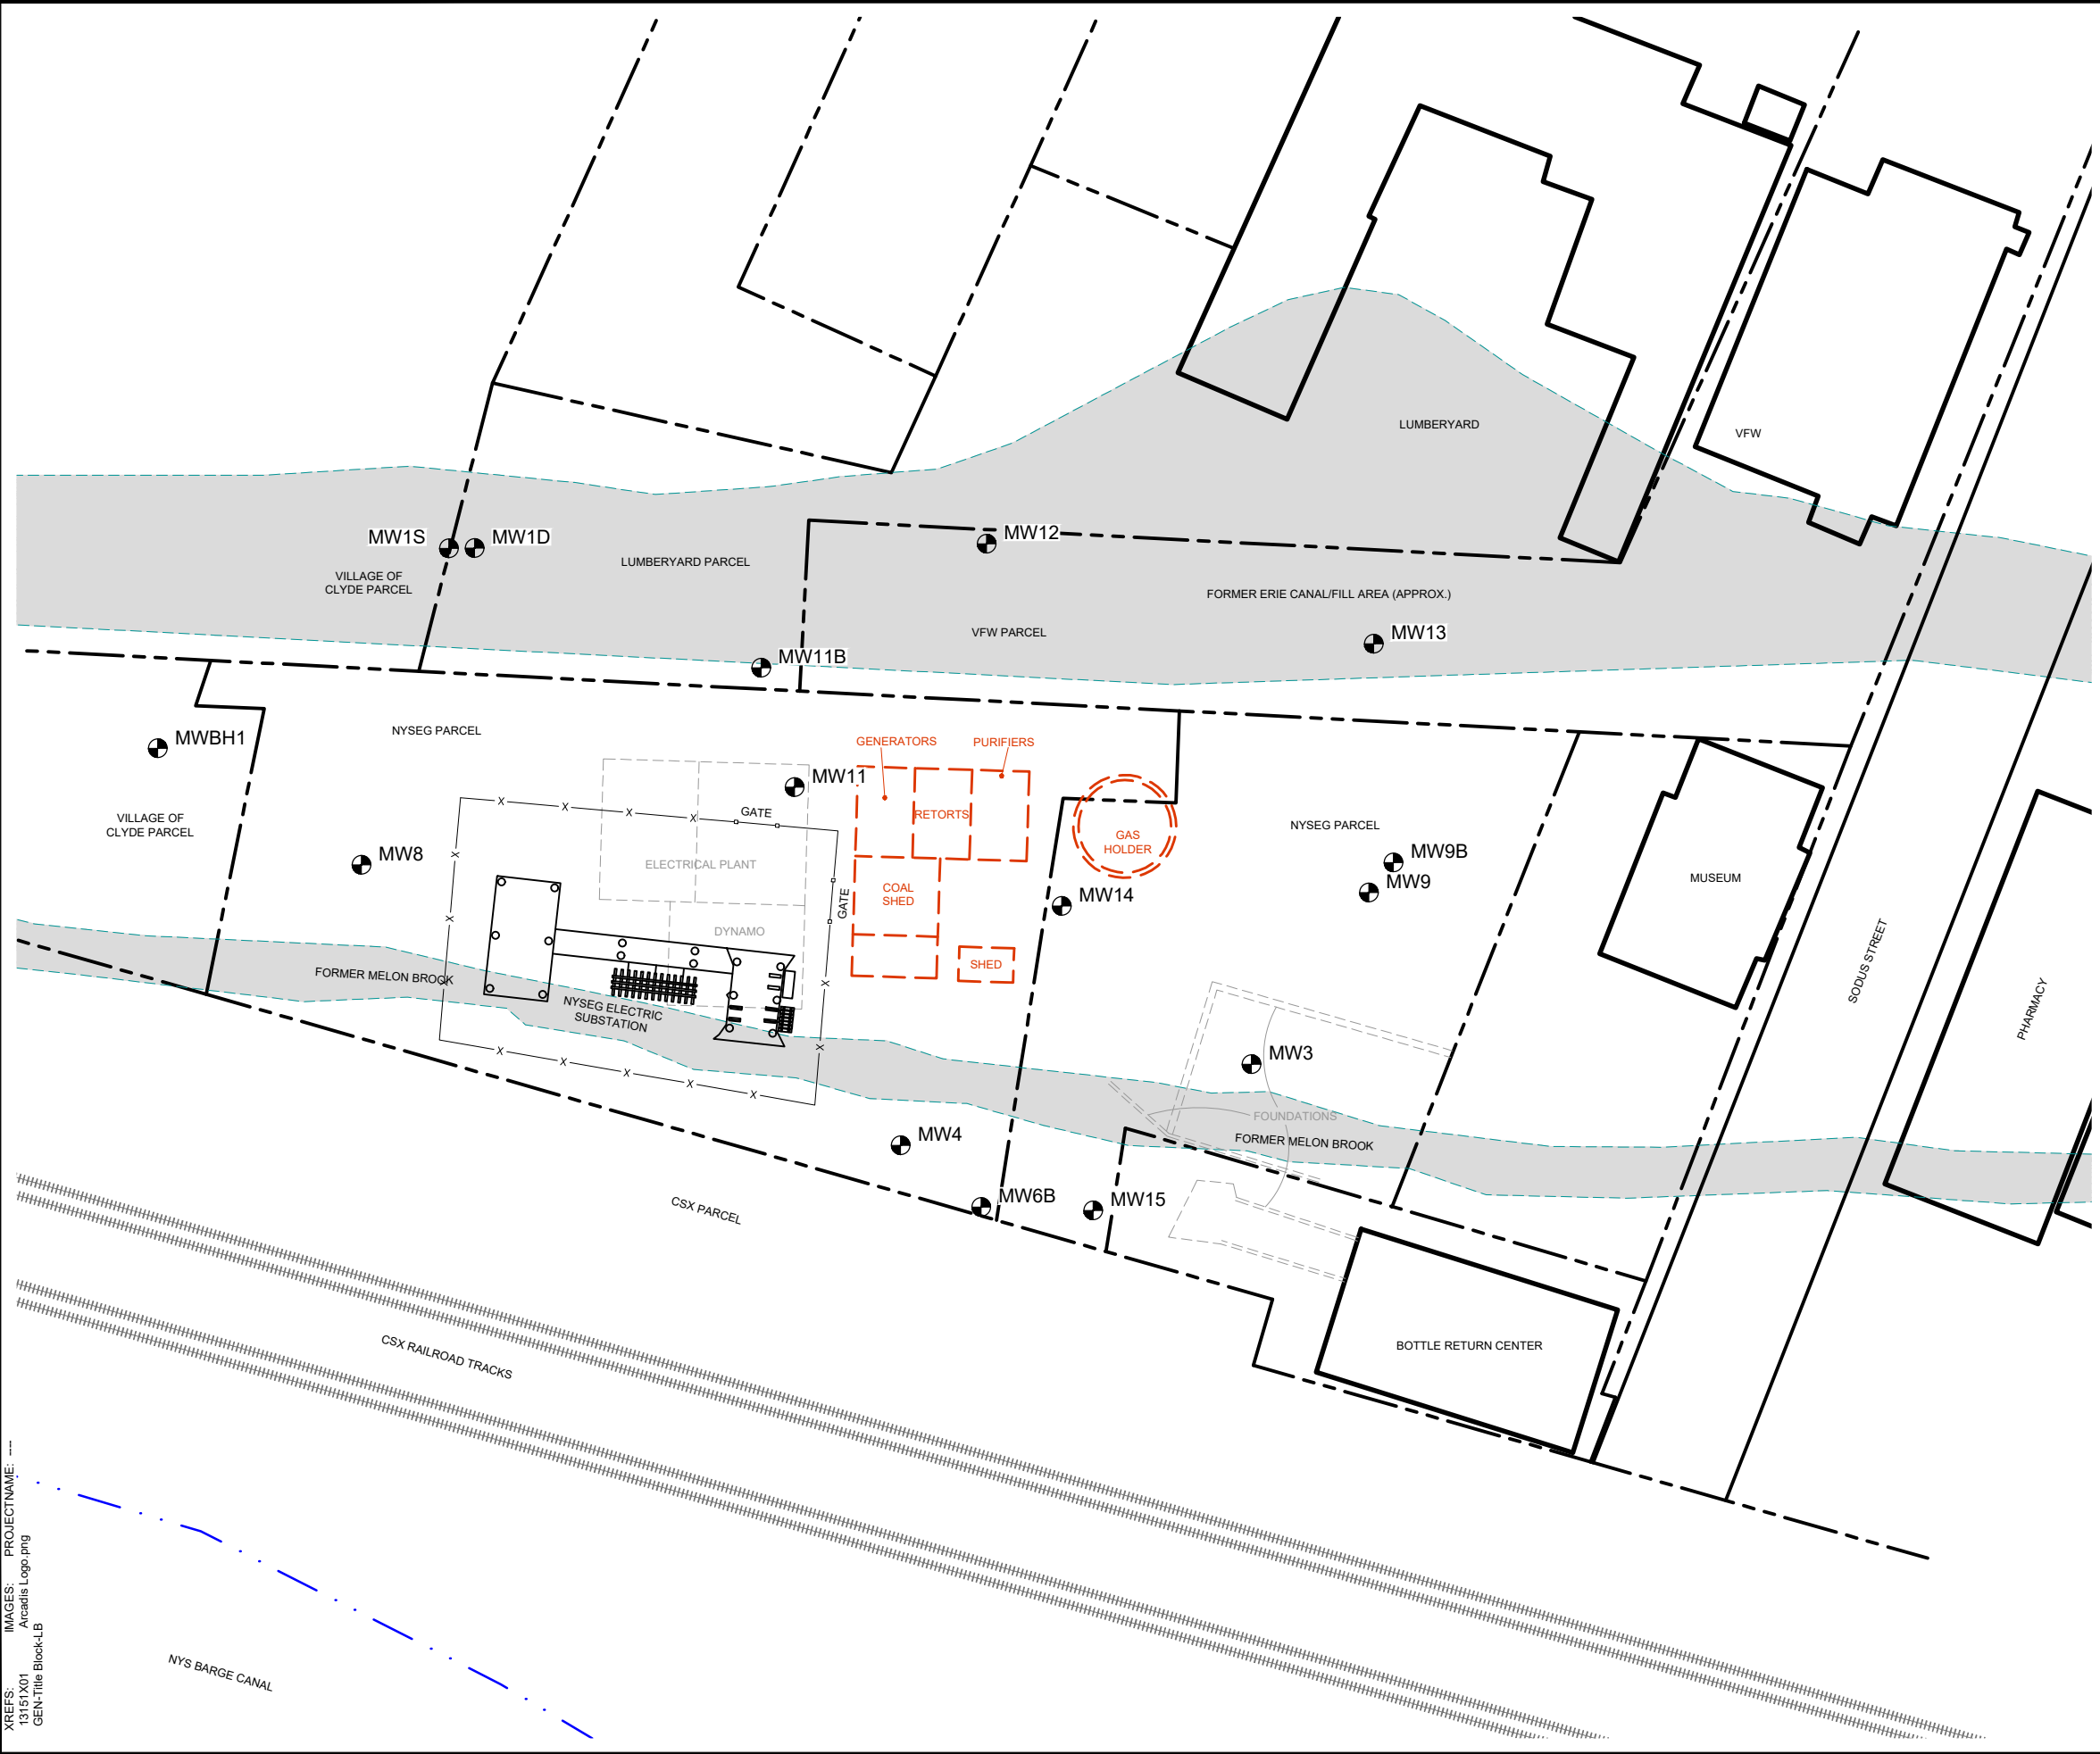 LUMBERYARD
VFW
MW1S
MW1D
MW12
LUMBERYARD PARCEL
VILLAGE OF
CLYDE PARCEL
FORMER ERIE CANAL/FILL AREA (APPROX.)
VFW PARCEL
MW13
MW11B
NYSEG PARCEL
MWBH1
GENERATORS
PURIFIERS
MW11
GATE
RETORTS
VILLAGE OF
CLYDE PARCEL
GAS
HOLDER
NYSEG PARCEL
MW8
ELECTRICAL PLANT
MW9B
MW9
MUSEUM
COAL
SHED
GATE
MW14
DYNAMO
SHED
SODUS STREET
FORMER MELON BROOK
NYSEG ELECTRIC
SUBSTATION
PHARMACY
MW3
FOUNDATIONS
FORMER MELON BROOK
MW4
MW6B
MW15
CSX PARCEL
BOTTLE RETURN CENTER
CSX RAILROAD TRACKS
NYS BARGE CANAL
X X X X
X X X
X X
X X X X X
XREFS: IMAGES: PROJECTNAME: ----
13151X01 Arcadis Logo.png
GEN-Title Block-LB